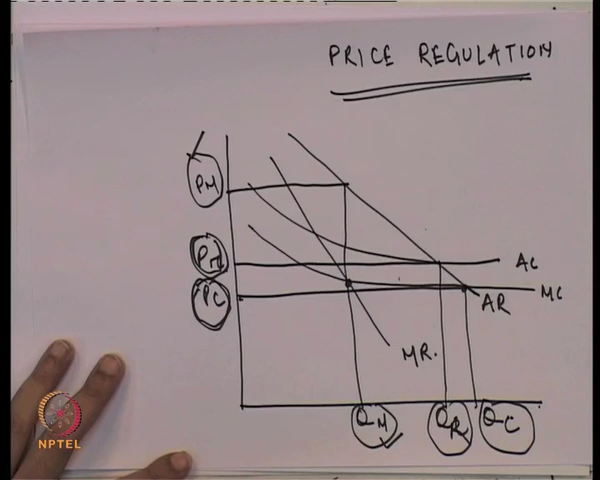 PRICE REGULATION
PM
PR
AC
PC
MC
AR
MR.
QM
QR
QC
NPTEL